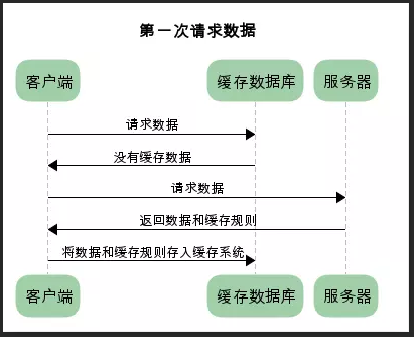 第一次请求数据
客户端
缓存数据库
服务器
请求数据
没有缓存数据
请求数据
返回数据和缓存规则
将数据和缓存规则存入缓存系统
客户端
缓存数据库
服务器